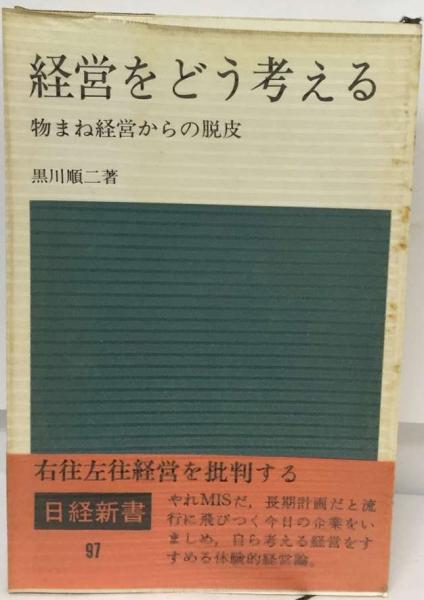 経営をどう考える
物まね経営からの脱皮
黒川順二著
右往左往経営を批判する
日経新書
97
やれMISだ，長期計画だと流
行に飛びつく今日の企業をい
ましめ，自ら考える経営をす
すめる体験的経営論。